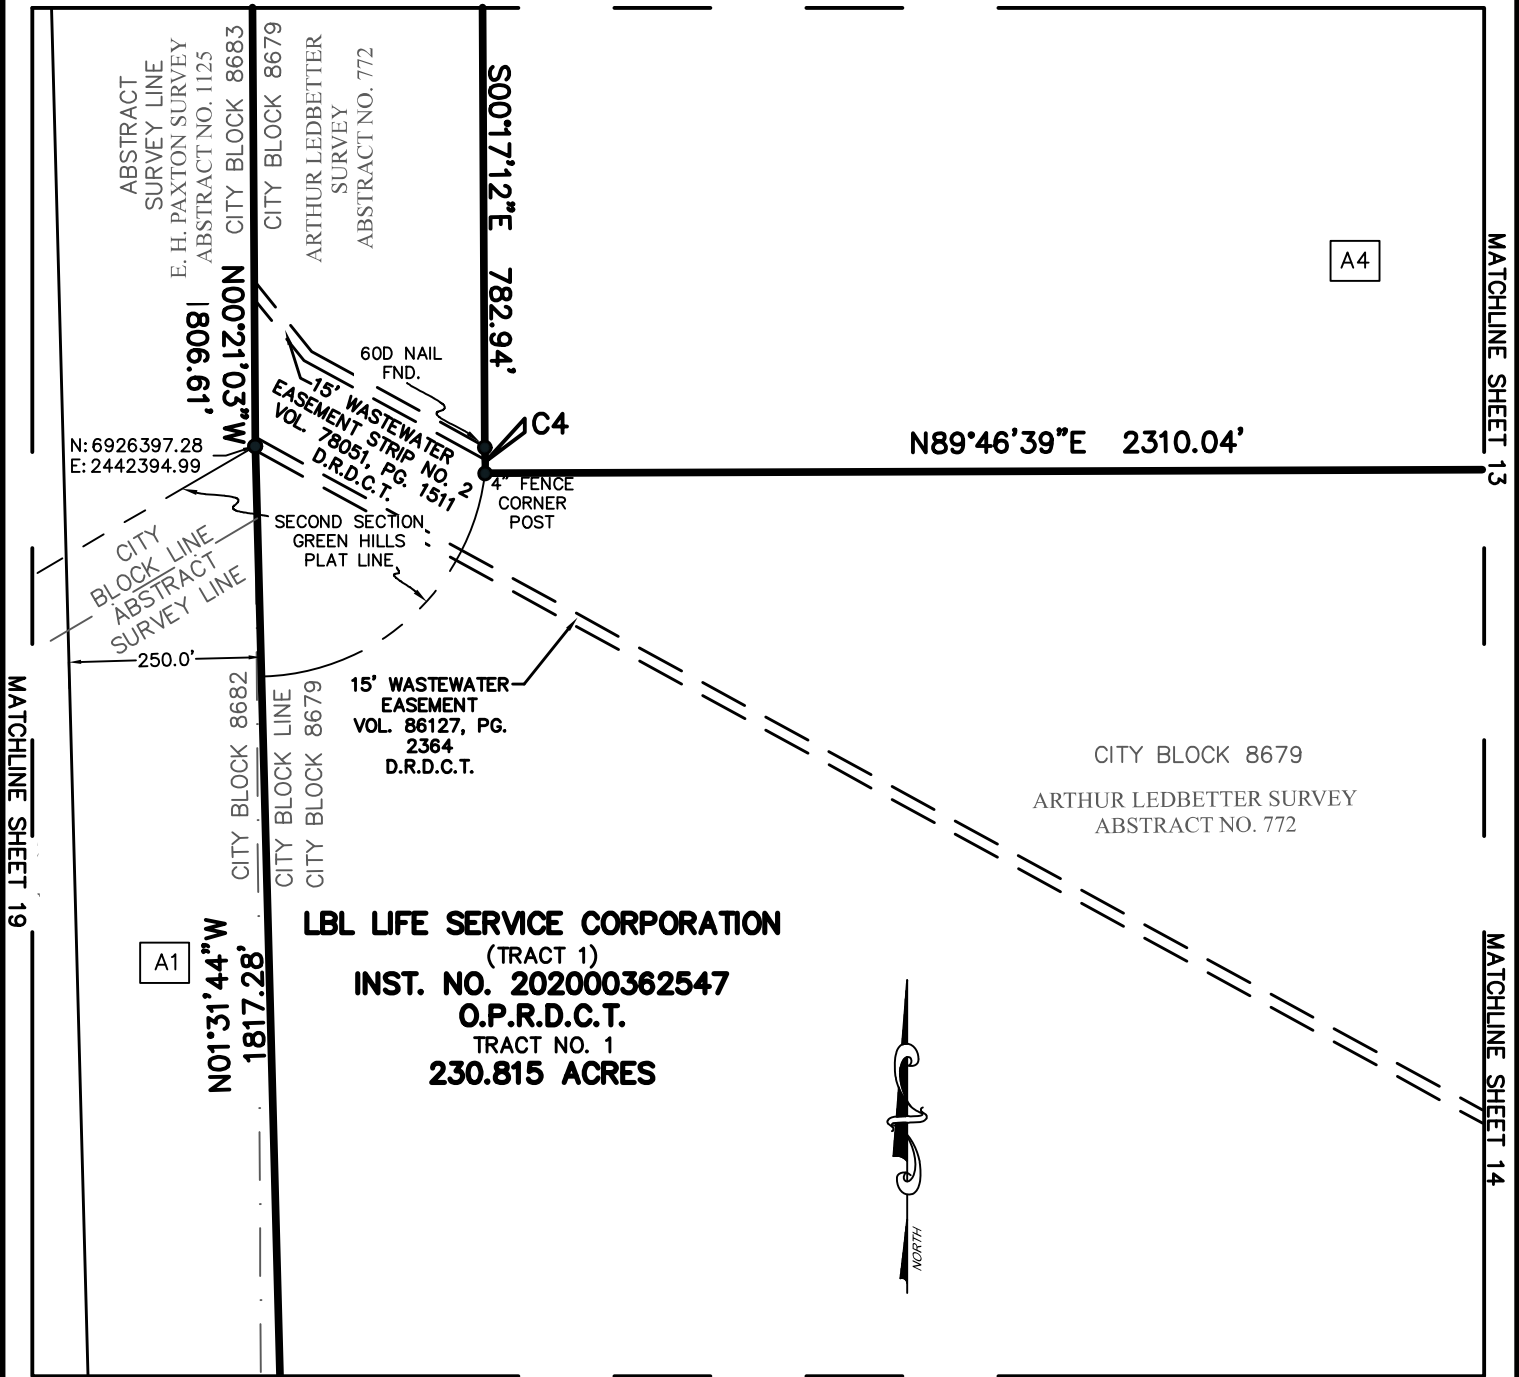 ABSTRACT
SURVEY LINE
E. H. PAXTON SURVEY
ABSTRACT NO. 1125
CITY BLOCK 8683
CITY BLOCK 8679
ARTHUR LEDBETTER
SURVEY
ABSTRACT NO. 772
S00°17'12"E 782.94'
A4
MATCHLINE SHEET 13
N00°21'03"W
1806.61'
60D NAIL
FND.
15' WASTEWATER
EASEMENT STRIP NO. 2
VOL. 78051, PG. 1511
D.R.D.C.T.
C4
N89°46'39"E 2310.04'
N: 6926397.28
E: 2442394.99
4" FENCE
CORNER
POST
SECOND SECTION
GREEN HILLS
PLAT LINE
CITY
BLOCK LINE
ABSTRACT
SURVEY LINE
250.0'
15' WASTEWATER
EASEMENT
VOL. 86127, PG.
2364
D.R.D.C.T.
CITY BLOCK 8682
CITY BLOCK LINE
CITY BLOCK 8679
MATCHLINE SHEET 19
CITY BLOCK 8679
ARTHUR LEDBETTER SURVEY
ABSTRACT NO. 772
A1
N01°31'44"W
1817.28'
LBL LIFE SERVICE CORPORATION
(TRACT 1)
INST. NO. 202000362547
O.P.R.D.C.T.
TRACT NO. 1
230.815 ACRES
MATCHLINE SHEET 14
NORTH